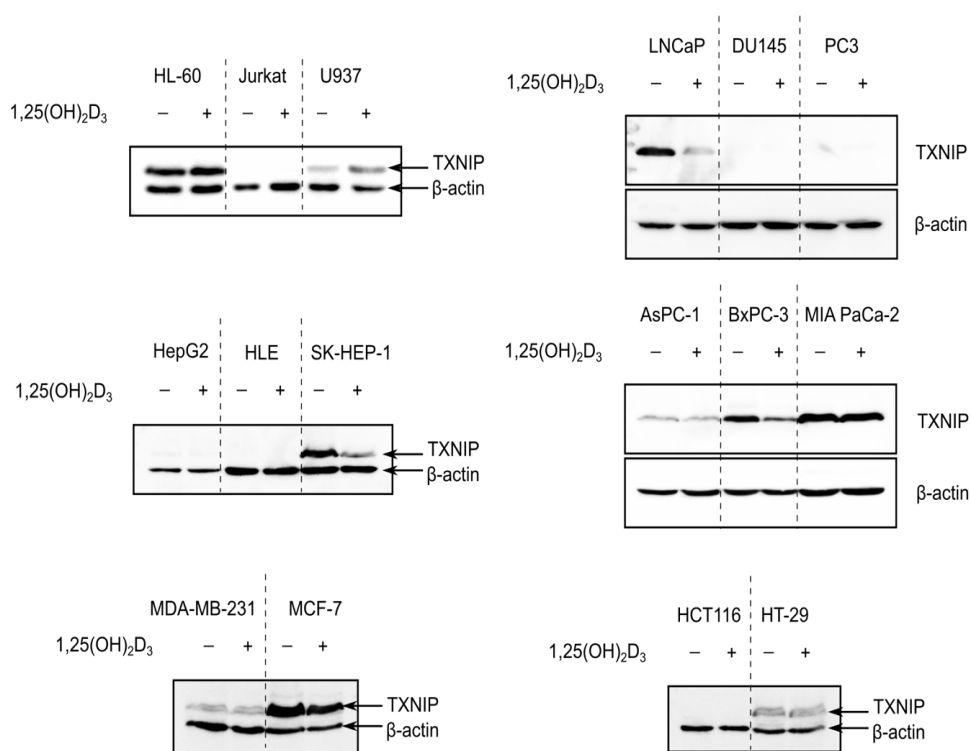 HL-60 Jurkat U937
1,25(OH)₂D₃ – + – + – +
TXNIP
β-actin
LNCaP DU145 PC3
1,25(OH)₂D₃ – + – + – +
TXNIP
β-actin
HepG2 HLE SK-HEP-1
1,25(OH)₂D₃ – + – + – +
TXNIP
β-actin
AsPC-1 BxPC-3 MIA PaCa-2
1,25(OH)₂D₃ – + – + – +
TXNIP
β-actin
MDA-MB-231 MCF-7
1,25(OH)₂D₃ – + – +
TXNIP
β-actin
HCT116 HT-29
1,25(OH)₂D₃ – + – +
TXNIP
β-actin